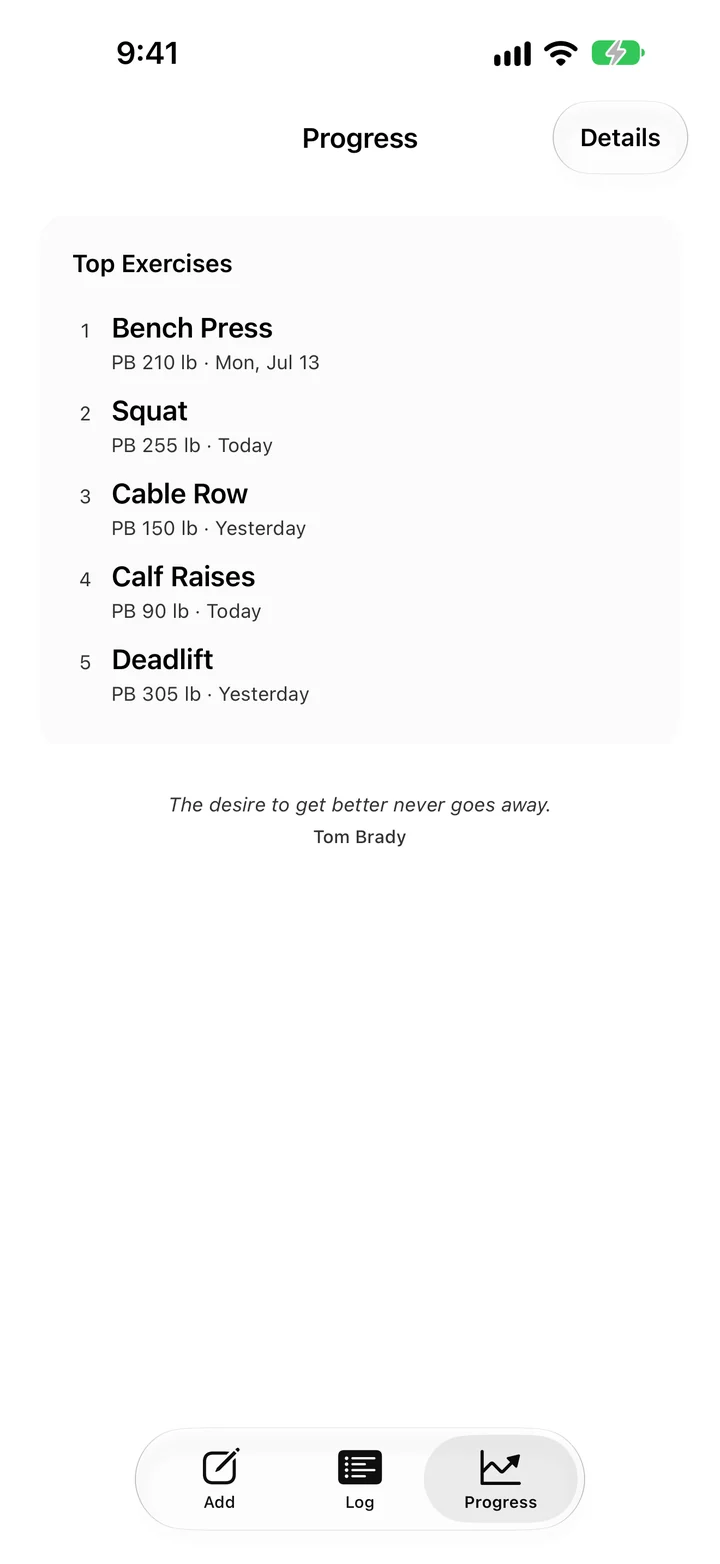 9:41
Progress
Details
Top Exercises
1 Bench Press
PB 210 lb · Mon, Jul 13
2 Squat
PB 255 lb · Today
3 Cable Row
PB 150 lb · Yesterday
4 Calf Raises
PB 90 lb · Today
5 Deadlift
PB 305 lb · Yesterday
The desire to get better never goes away.
Tom Brady
Add
Log
Progress